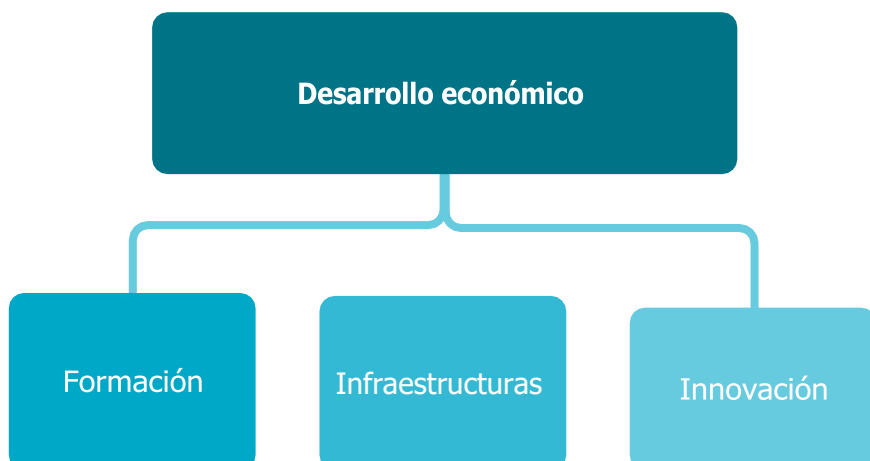 Desarrollo económico
Formación
Infraestructuras
Innovación